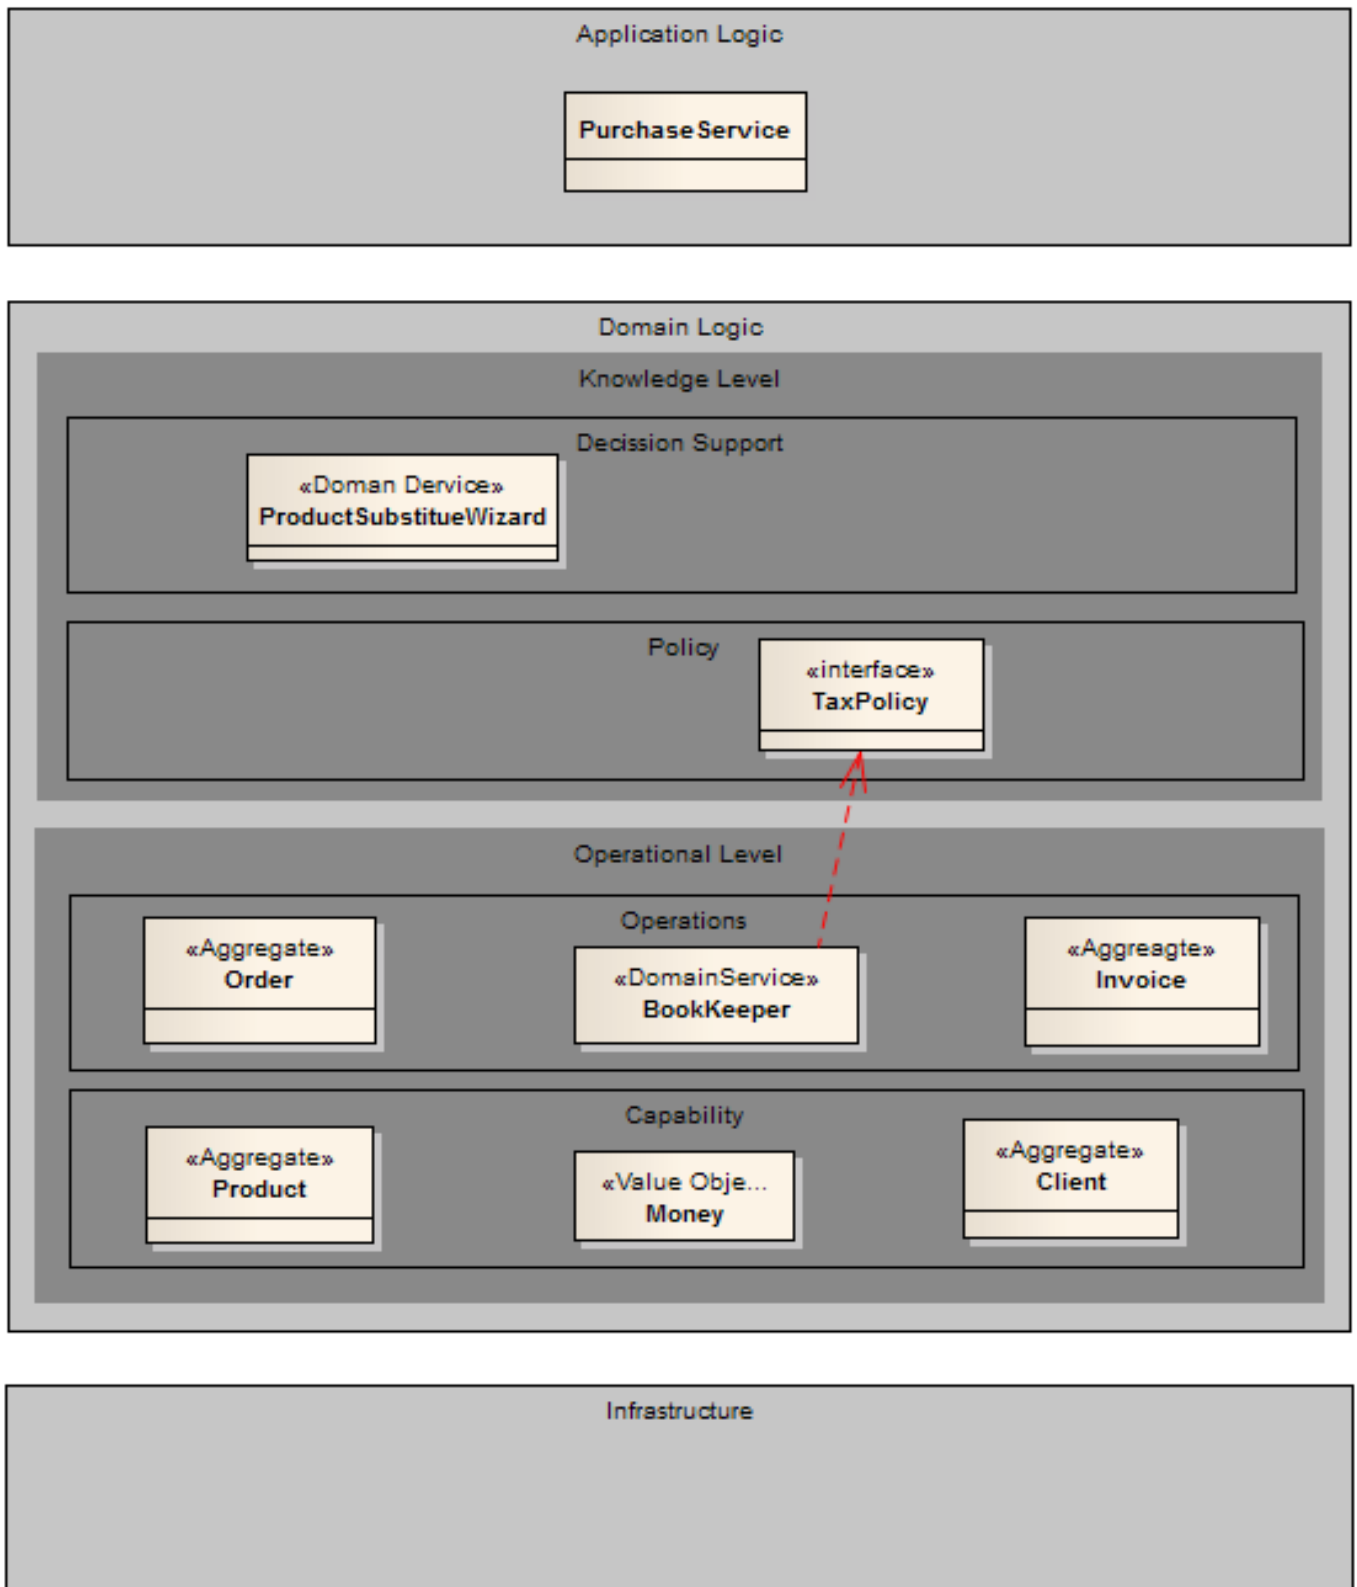 Application Logic
PurchaseService
Domain Logic
Knowledge Level
Decission Support
«Doman Dervice»
ProductSubstitueWizard
Policy
«interface»
TaxPolicy
Operational Level
Operations
«Aggregate»
Order
«DomainService»
BookKeeper
«Aggreagte»
Invoice
Capability
«Aggregate»
Product
«Value Obje...
Money
«Aggregate»
Client
Infrastructure